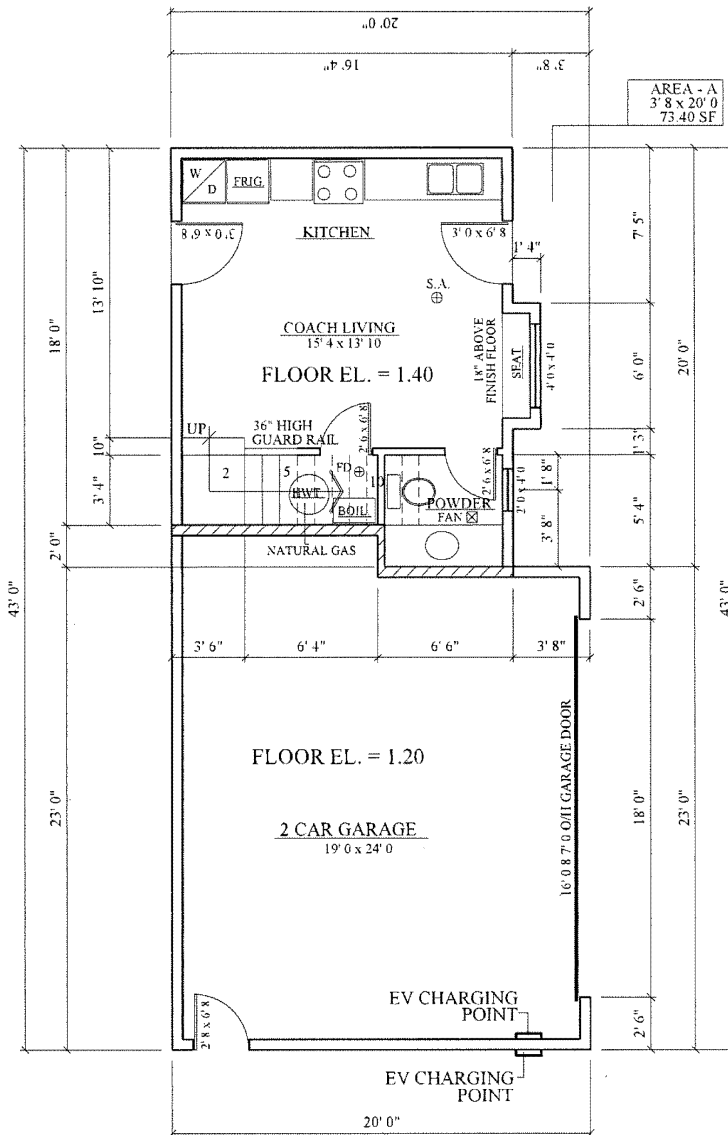 20' 0"
16' 4"
3' 8"
AREA - A
3' 8 x 20' 0
73.40 SF
W
D
FRIG.
3' 0 x 6' 8
KITCHEN
3' 0 x 6' 8
7' 5"
1' 4"
S.A.
13' 10"
18' 0"
COACH LIVING
15' 4 x 13' 10
FLOOR EL. = 1.40
18" ABOVE
FINISH FLOOR
SEAT
4' 0 x 4' 0
6' 0"
20' 0"
UP
36" HIGH
GUARD RAIL
2' 6 x 6' 8
10"
1' 3"
3' 4"
2
5
FD
HWT
BOIL
10
2' 6 x 6' 8
POWDER
FAN
2' 0 x 4' 0
1' 8"
3' 8"
5' 4"
NATURAL GAS
2' 0"
43' 0"
43' 0"
2' 6"
3' 6"
6' 4"
6' 6"
3' 8"
FLOOR EL. = 1.20
2 CAR GARAGE
19' 0 x 24' 0
16' 0 8' 7' 0 O/H GARAGE DOOR
18' 0"
23' 0"
23' 0"
2' 8 x 6' 8
EV CHARGING
POINT
2' 6"
EV CHARGING
POINT
20' 0"